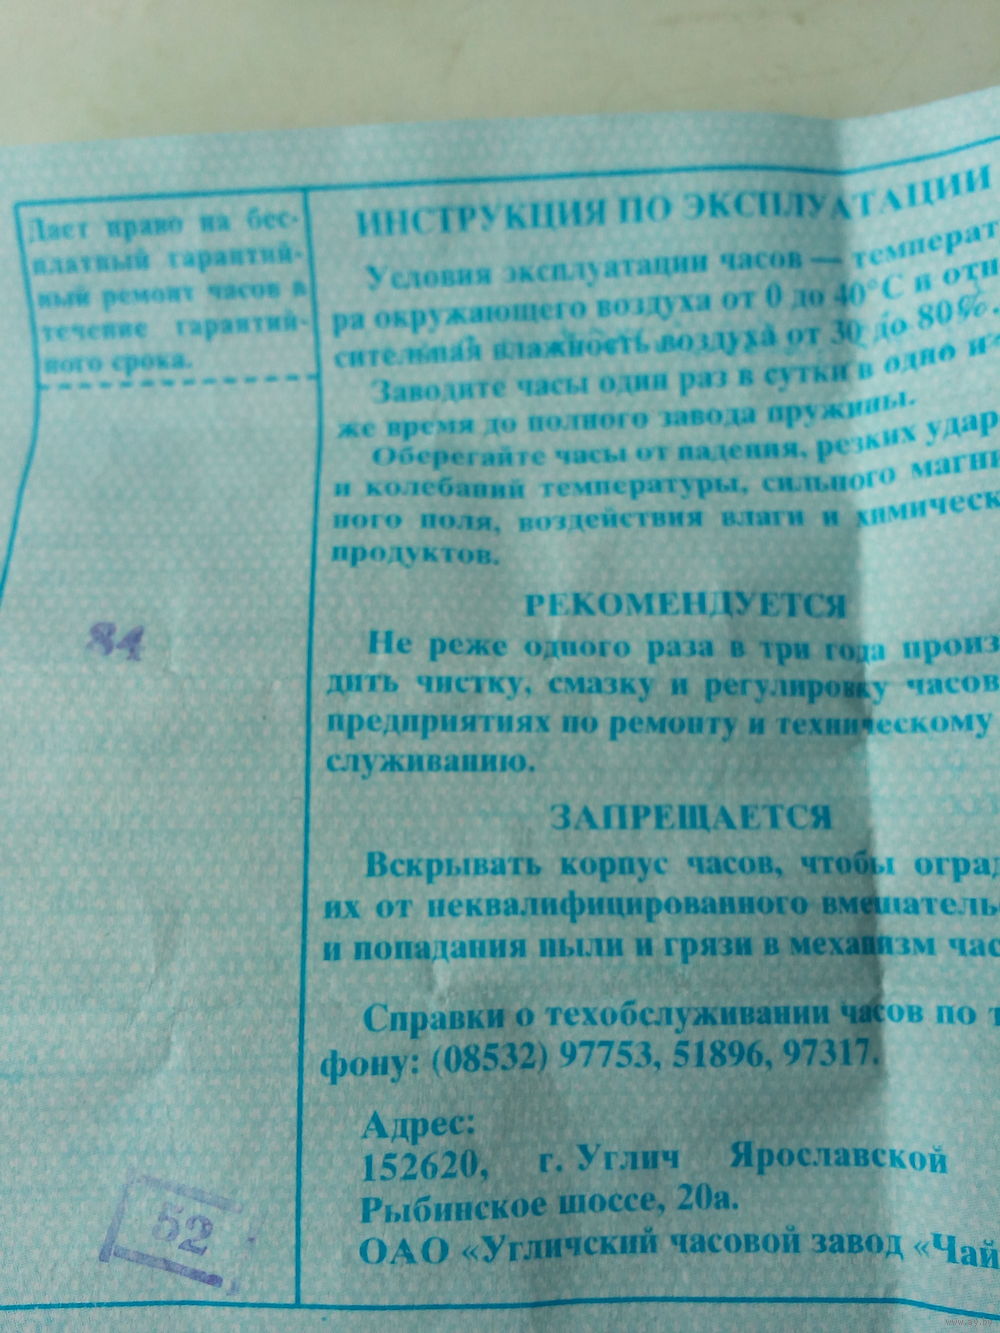 Дает право на бес-
платный гарантий-
ный ремонт часов в
течение гарантий-
ного срока.
84
52
ИНСТРУКЦИЯ ПО ЭКСПЛУАТАЦИИ
Условия эксплуатации часов — температ
ра окружающего воздуха от 0 до 40°C и отн
сительная влажность воздуха от 30 до 80%.
Заводите часы один раз в сутки в одно и
же время до полного завода пружины.
Оберегайте часы от падения, резких удар
и колебаний температуры, сильного магни
ного поля, воздействия влаги и химическ
продуктов.
РЕКОМЕНДУЕТСЯ
Не реже одного раза в три года произ
дить чистку, смазку и регулировку часов
предприятиях по ремонту и техническому
служиванию.
ЗАПРЕЩАЕТСЯ
Вскрывать корпус часов, чтобы оград
их от неквалифицированного вмешатель
и попадания пыли и грязи в механизм час
Справки о техобслуживании часов по т
фону: (08532) 97753, 51896, 97317.
Адрес:
152620, г. Углич Ярославской
Рыбинское шоссе, 20а.
ОАО «Угличский часовой завод «Чай
www.ay.by